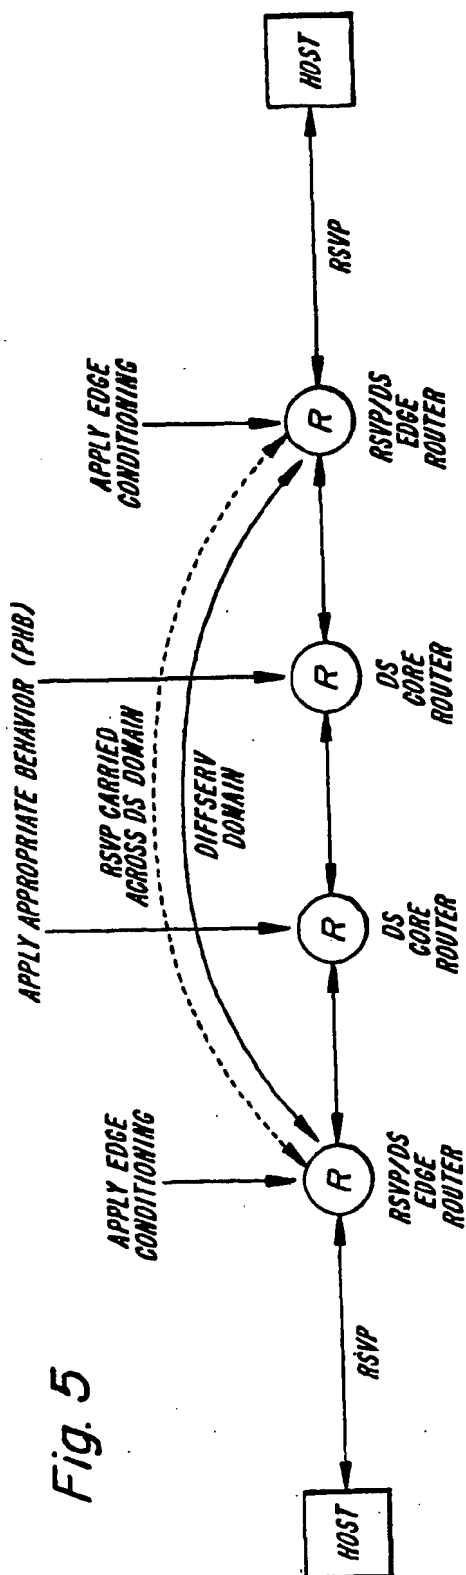 Fig. 5
APPLY APPROPRIATE BEHAVIOR (PHB)
APPLY EDGE
CONDITIONING
RSVP CARRIED
ACROSS DS DOMAIN
DIFFSERV
DOMAIN
APPLY EDGE
CONDITIONING
HOST
RSVP
R
RSVP/DS
EDGE
ROUTER
R
DS
CORE
ROUTER
R
DS
CORE
ROUTER
R
RSVP/DS
EDGE
ROUTER
RSVP
HOST